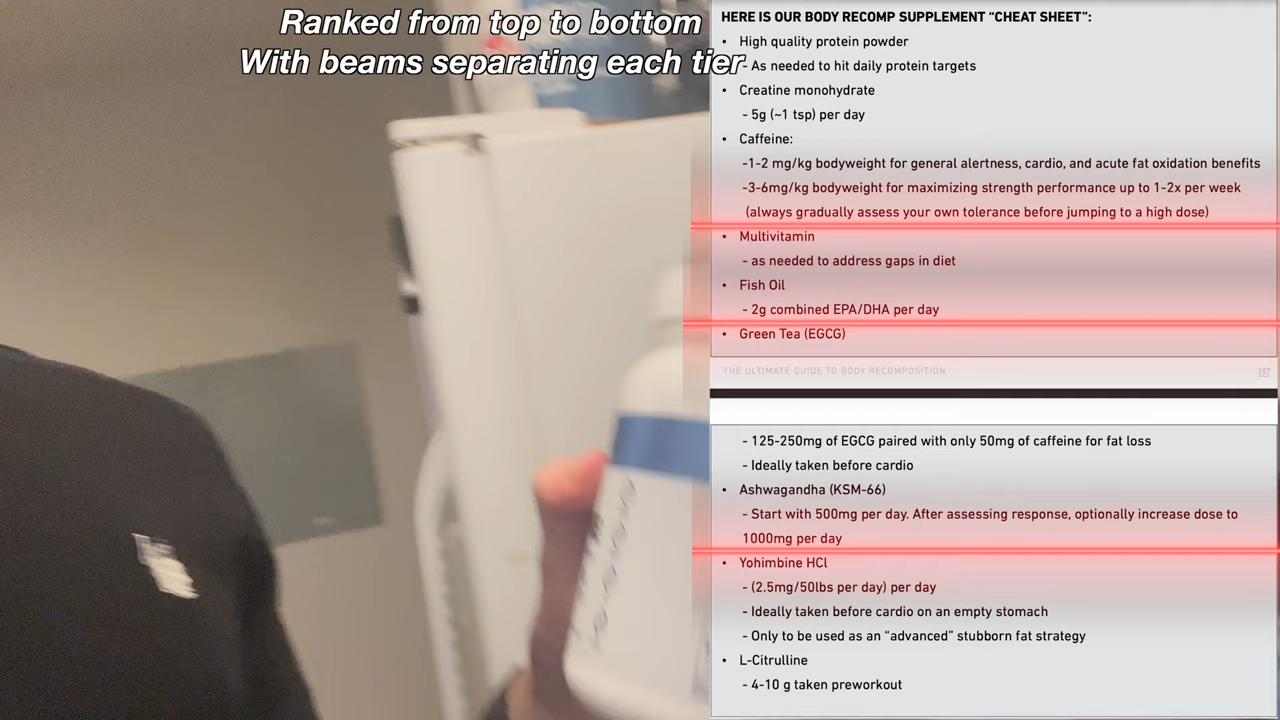 Ranked from top to bottom
With beams separating each tier
HERE IS OUR BODY RECOMP SUPPLEMENT “CHEAT SHEET”:
• High quality protein powder
- As needed to hit daily protein targets
• Creatine monohydrate
- 5g (~1 tsp) per day
• Caffeine:
-1-2 mg/kg bodyweight for general alertness, cardio, and acute fat oxidation benefits
-3-6mg/kg bodyweight for maximizing strength performance up to 1-2x per week
(always gradually assess your own tolerance before jumping to a high dose)
• Multivitamin
- as needed to address gaps in diet
• Fish Oil
- 2g combined EPA/DHA per day
• Green Tea (EGCG)
THE ULTIMATE GUIDE TO BODY RECOMPOSITION 197
- 125-250mg of EGCG paired with only 50mg of caffeine for fat loss
- Ideally taken before cardio
• Ashwagandha (KSM-66)
- Start with 500mg per day. After assessing response, optionally increase dose to
1000mg per day
• Yohimbine HCl
- (2.5mg/50lbs per day) per day
- Ideally taken before cardio on an empty stomach
- Only to be used as an “advanced” stubborn fat strategy
• L-Citrulline
- 4-10 g taken preworkout